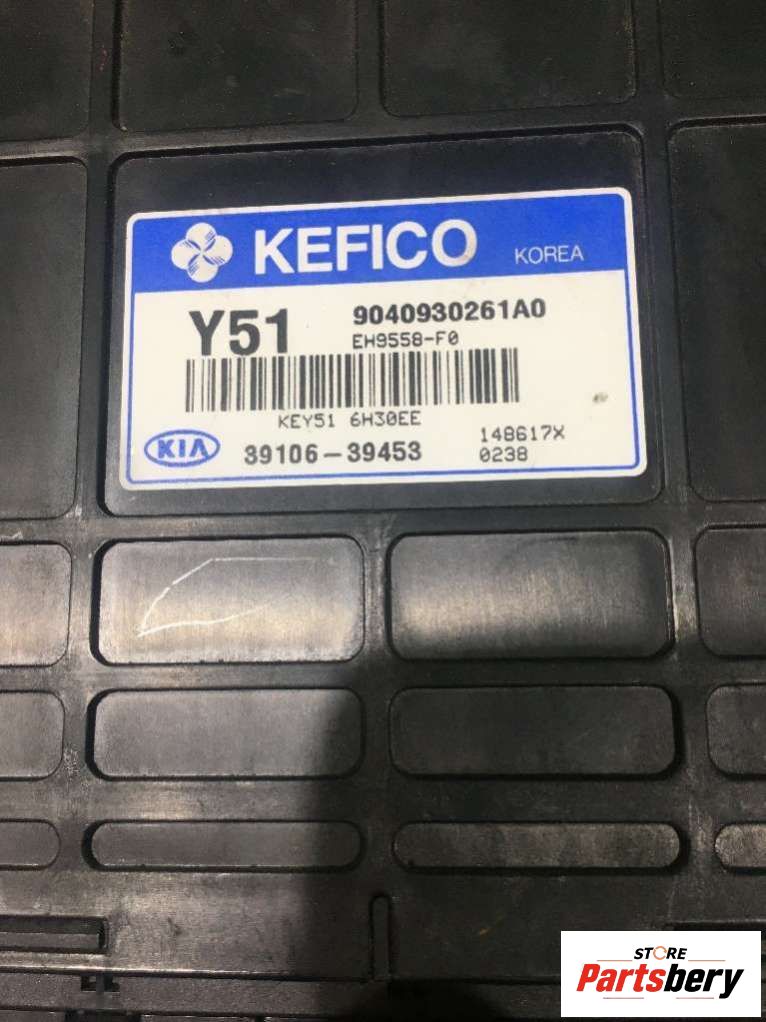 KEFICO KOREA
Y51 9040930261A0
EH9558-F0
KEY51 6H30EE
148617X
KIA 39106-39453 0238
STORE
Partsbery